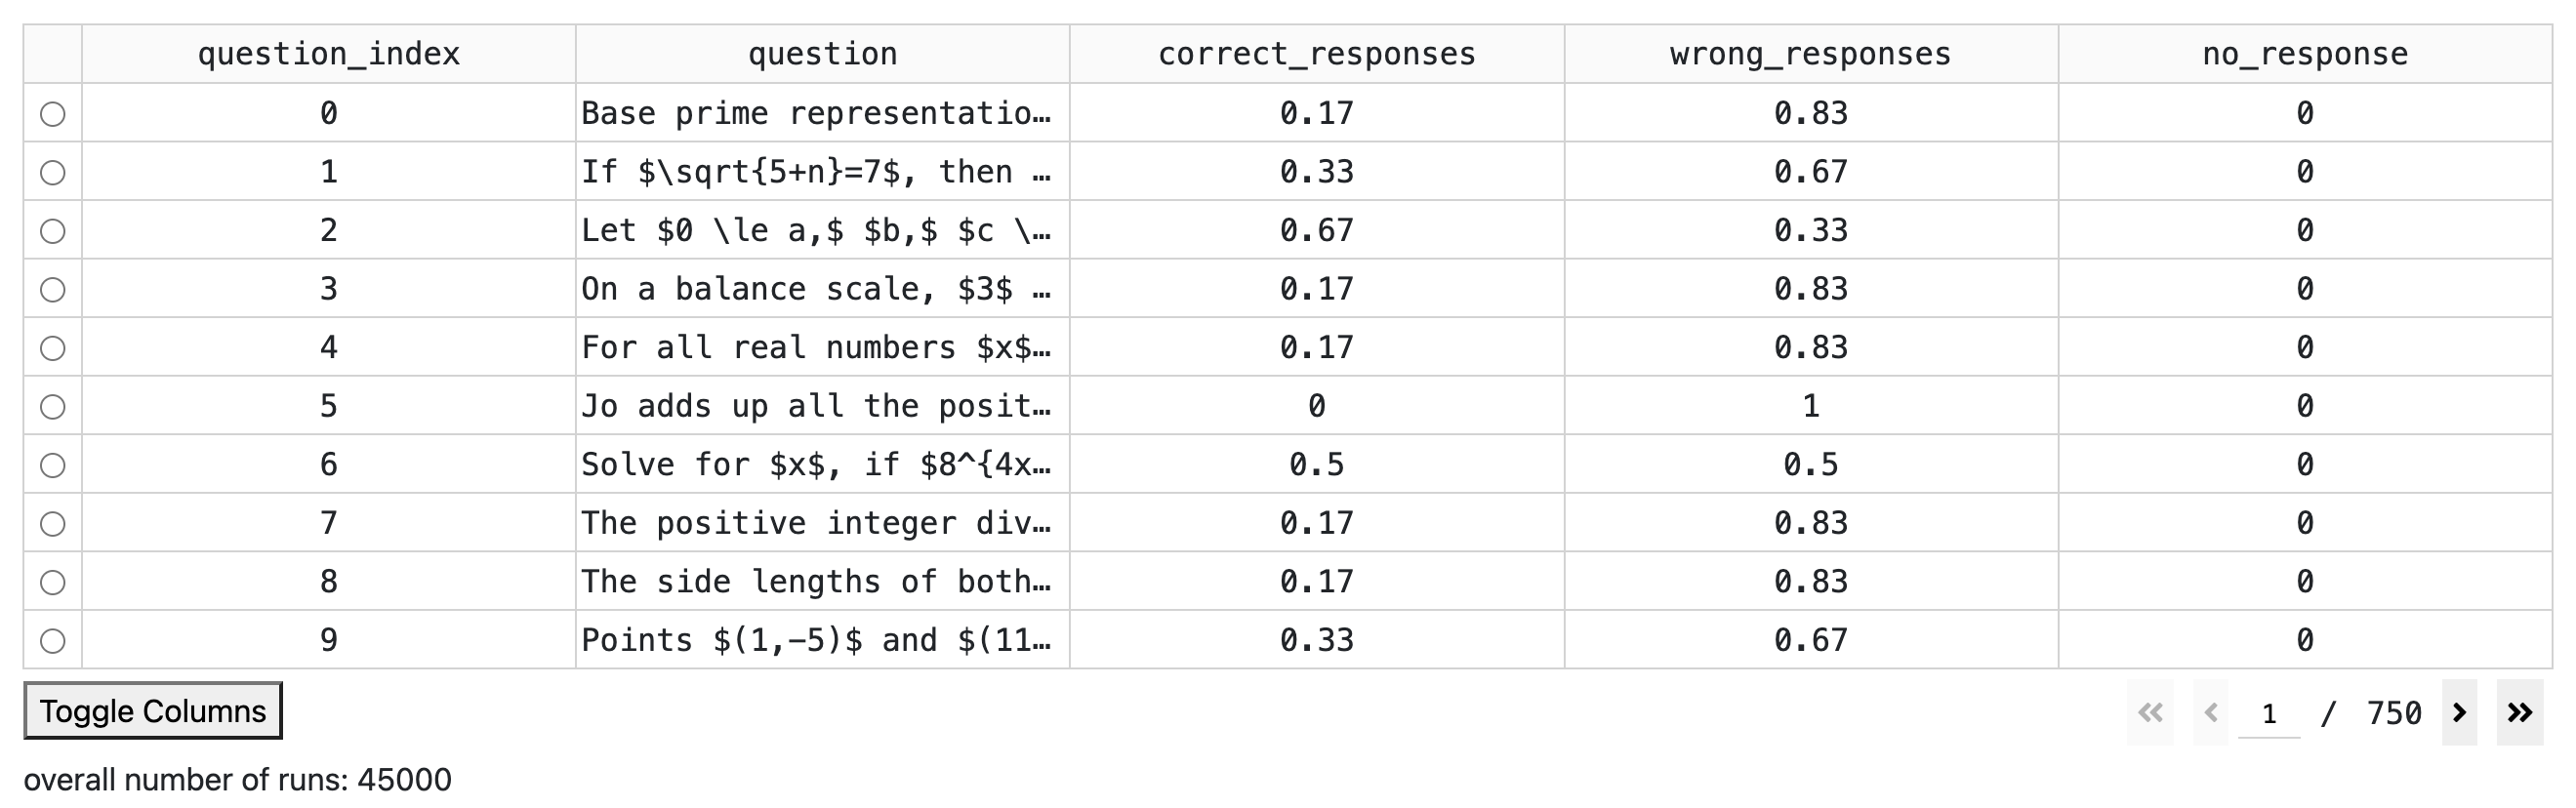 question_index question correct_responses wrong_responses no_response
0 Base prime representatio… 0.17 0.83 0
1 If $\sqrt{5+n}=7$, then … 0.33 0.67 0
2 Let $0 \le a,$ $b,$ $c \… 0.67 0.33 0
3 On a balance scale, $3$ … 0.17 0.83 0
4 For all real numbers $x$… 0.17 0.83 0
5 Jo adds up all the posit… 0 1 0
6 Solve for $x$, if $8^{4x… 0.5 0.5 0
7 The positive integer div… 0.17 0.83 0
8 The side lengths of both… 0.17 0.83 0
9 Points $(1,-5)$ and $(11… 0.33 0.67 0
Toggle Columns 1 / 750
overall number of runs: 45000